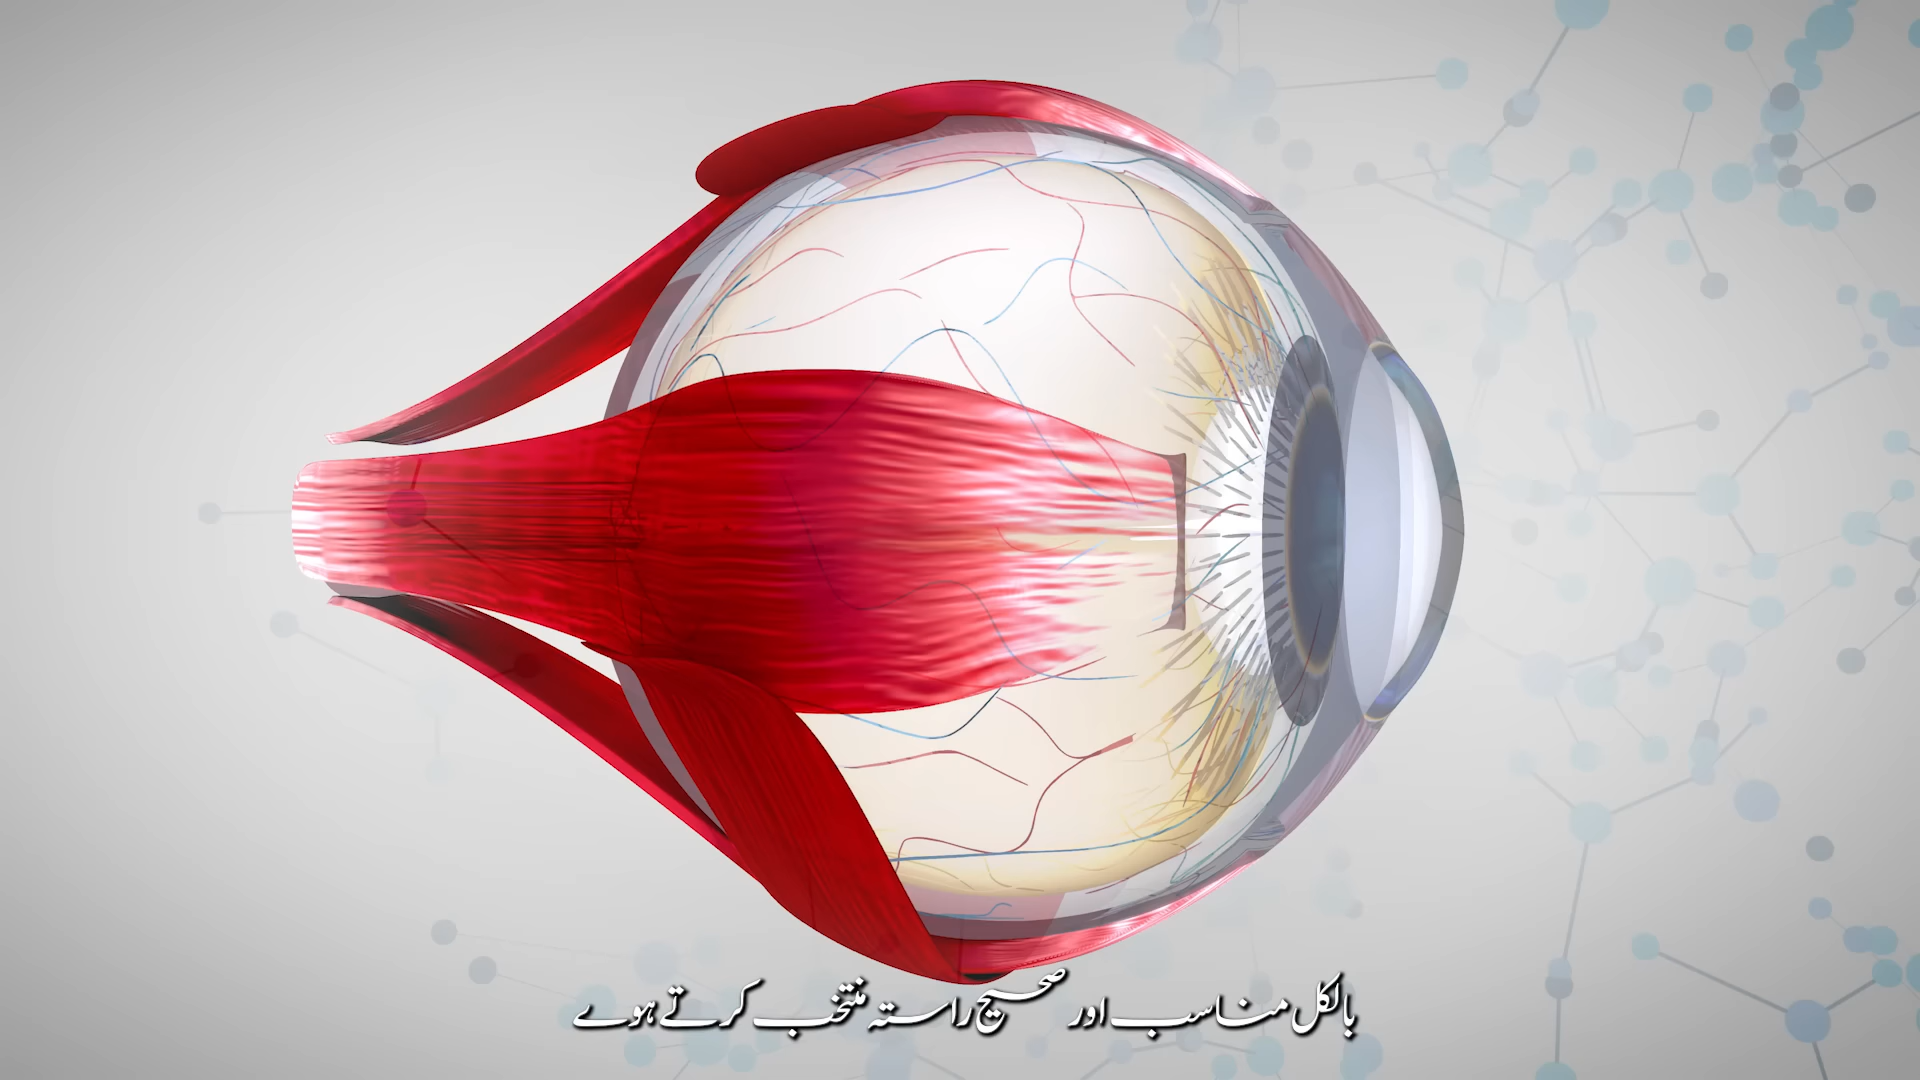 بالکل مناسب اور صحیح راستہ منتخب کرتے ہوے